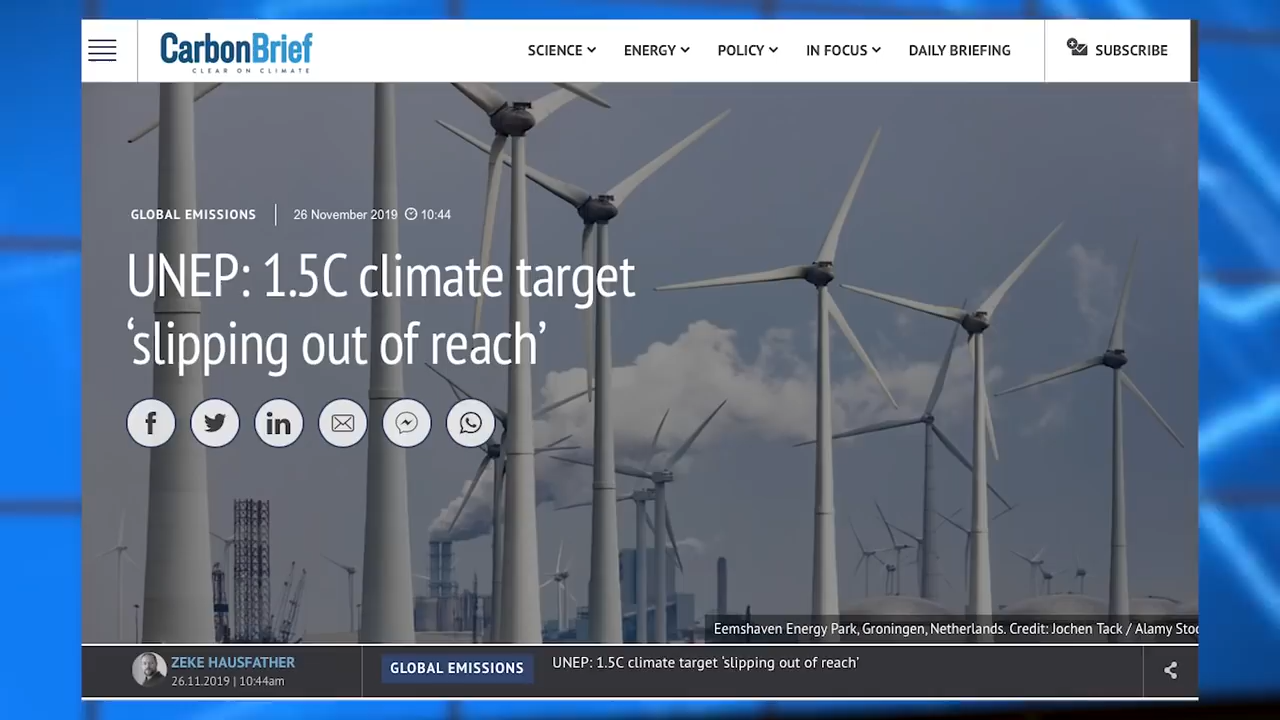 CarbonBrief
CLEAR ON CLIMATE
SCIENCE
ENERGY
POLICY
IN FOCUS
DAILY BRIEFING
SUBSCRIBE
GLOBAL EMISSIONS
26 November 2019 10:44
UNEP: 1.5C climate target
‘slipping out of reach’
Eemshaven Energy Park, Groningen, Netherlands. Credit: Jochen Tack / Alamy Stoc
ZEKE HAUSFATHER
26.11.2019 | 10:44am
GLOBAL EMISSIONS
UNEP: 1.5C climate target ‘slipping out of reach’